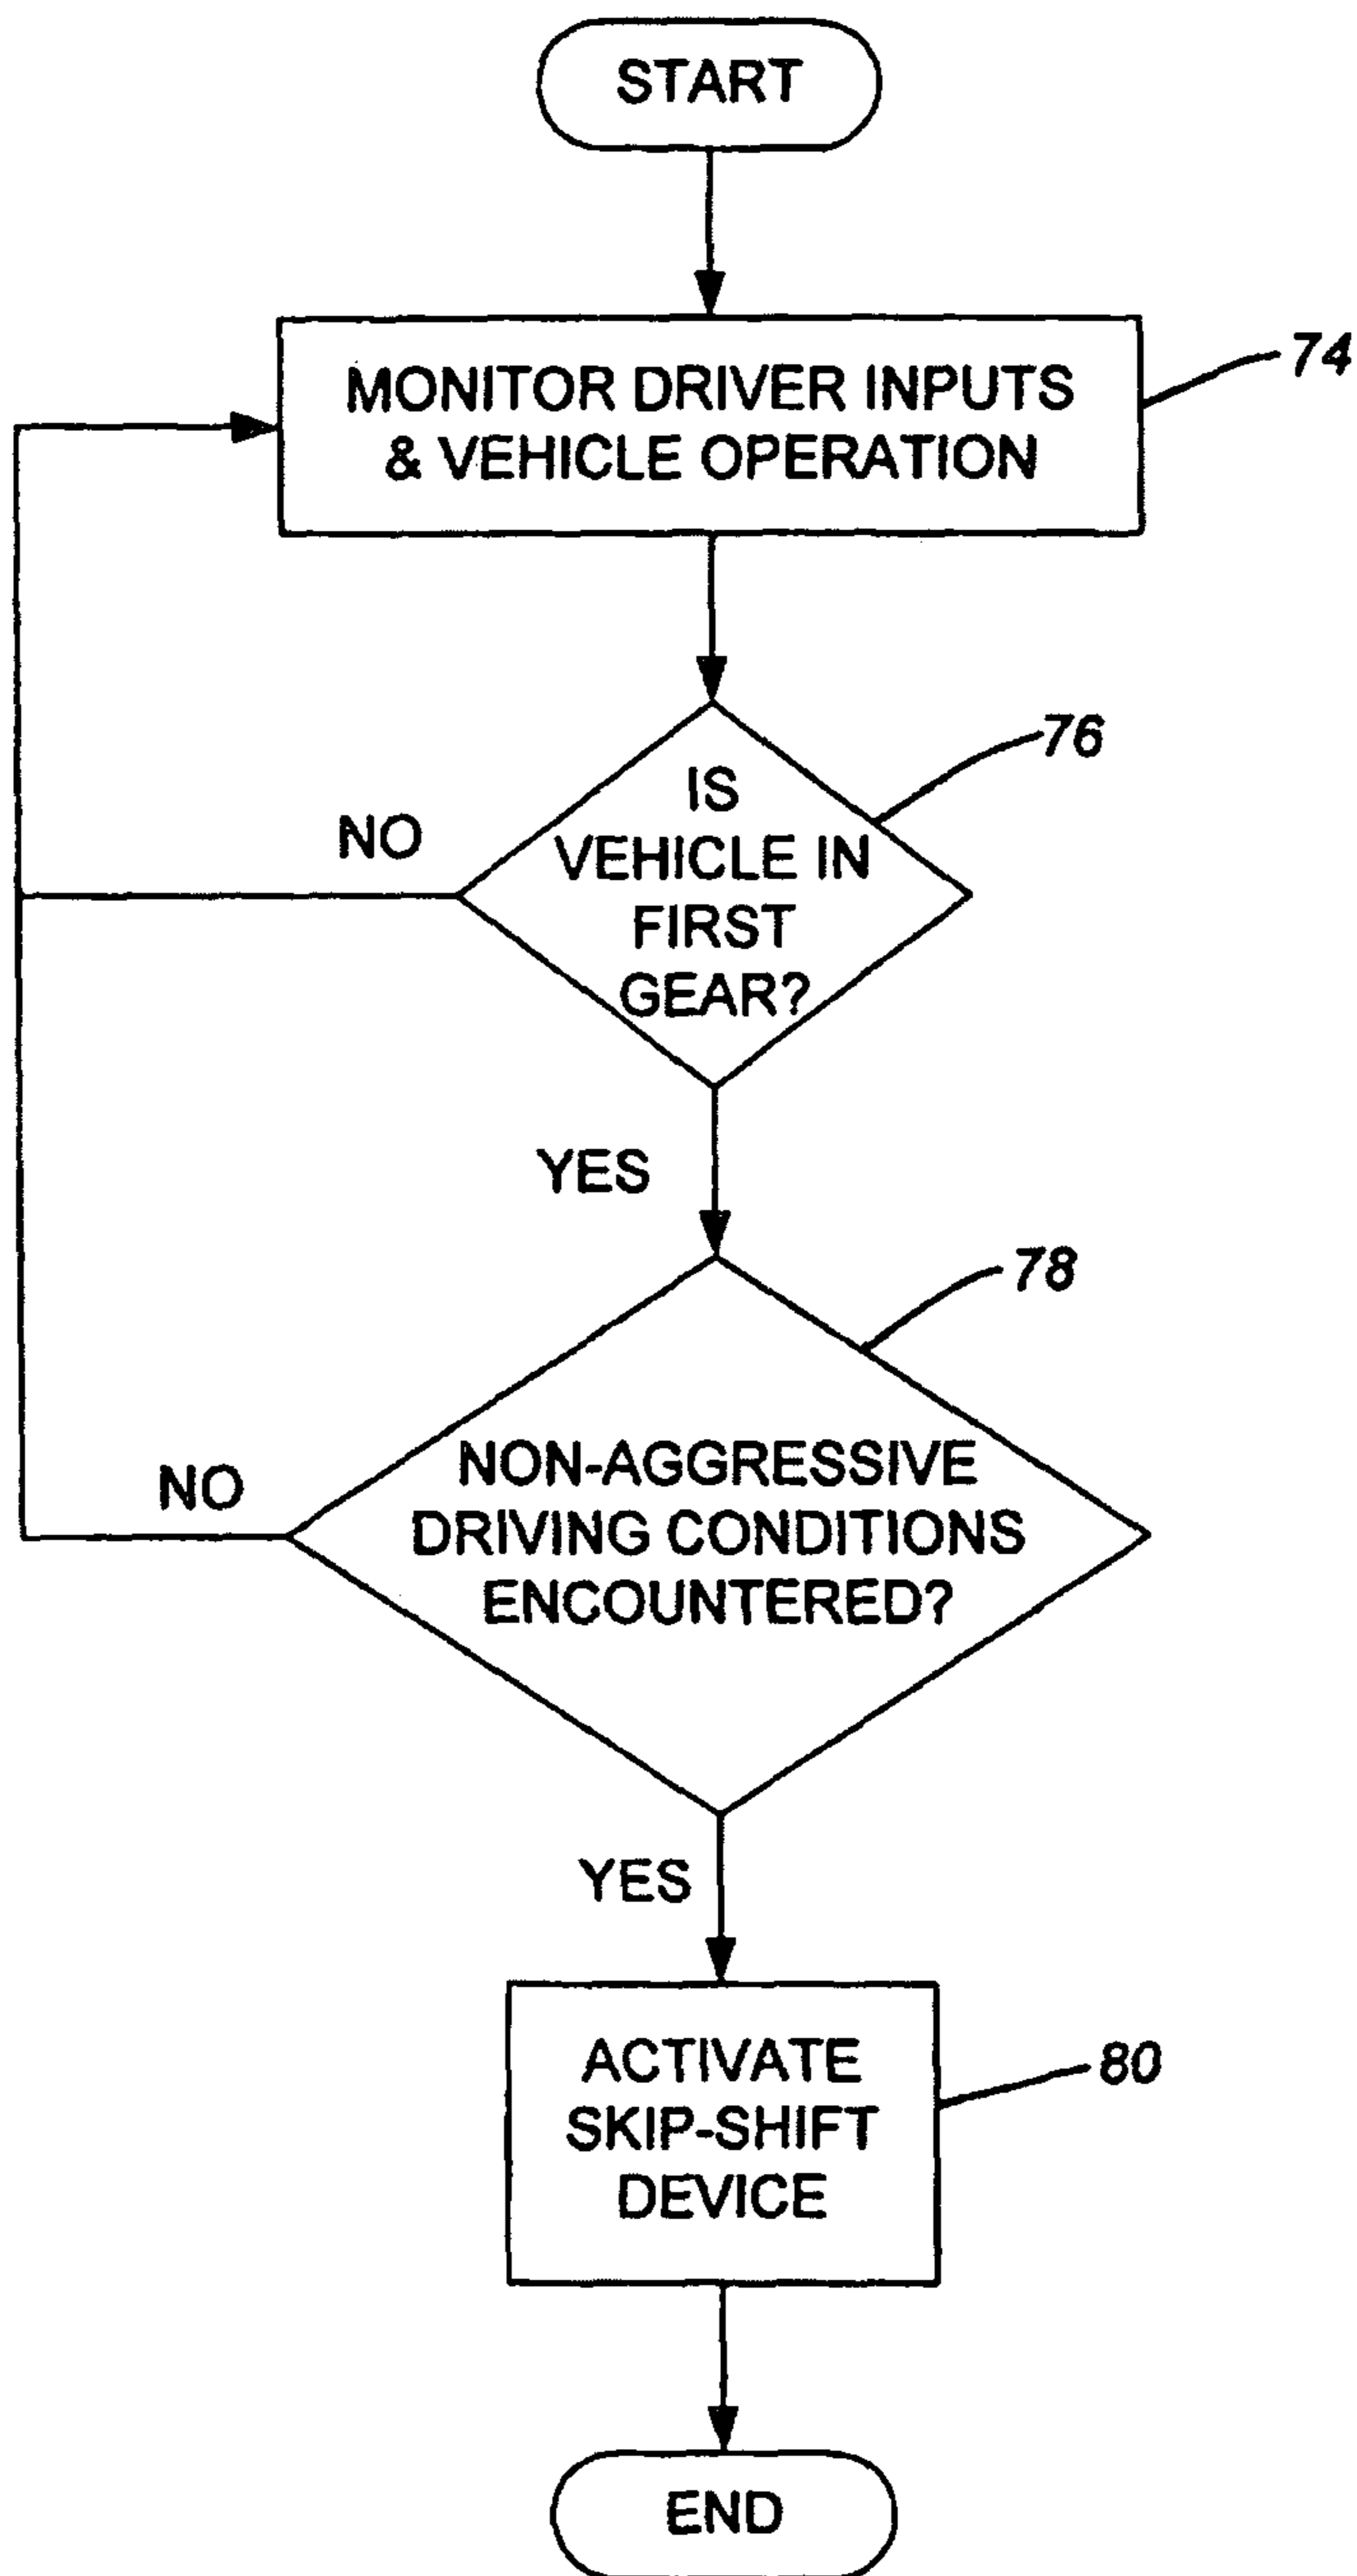 START
MONITOR DRIVER INPUTS
& VEHICLE OPERATION
74
IS
VEHICLE IN
FIRST
GEAR?
76
NO
YES
NON-AGGRESSIVE
DRIVING CONDITIONS
ENCOUNTERED?
78
NO
YES
ACTIVATE
SKIP-SHIFT
DEVICE
80
END